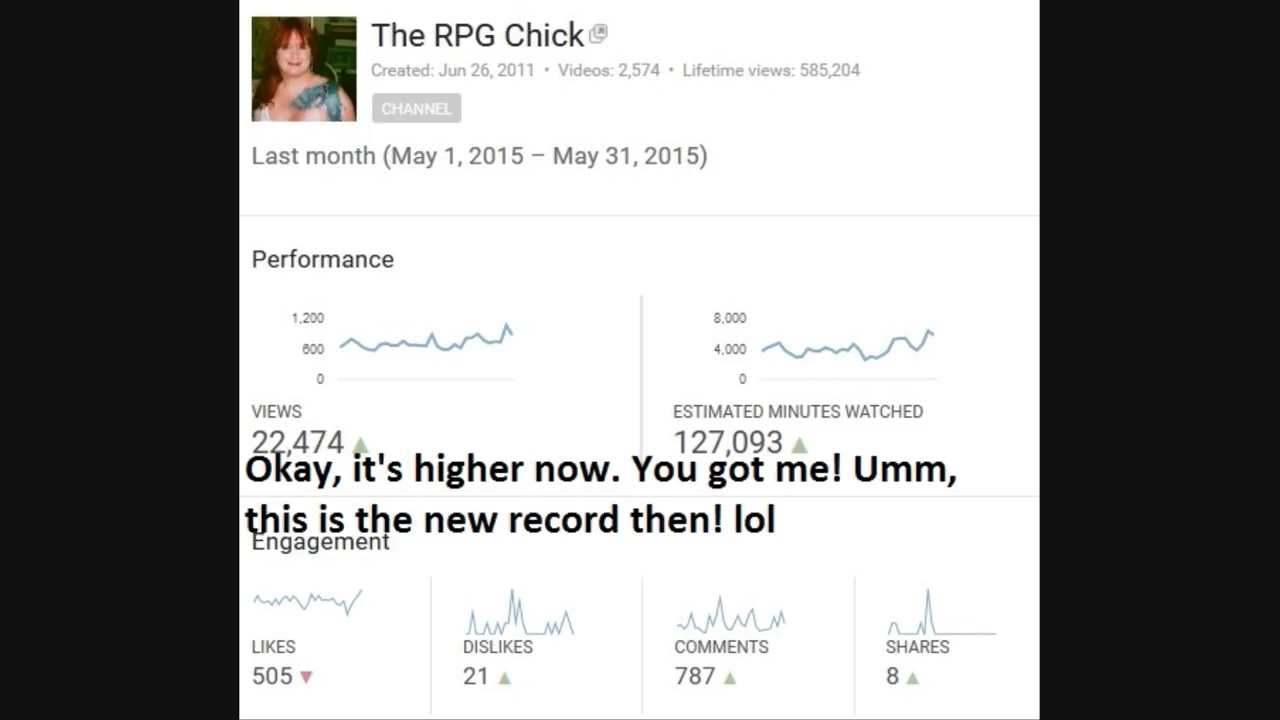 The RPG Chick
Created: Jun 26, 2011 • Videos: 2,574 • Lifetime views: 585,204
CHANNEL
Last month (May 1, 2015 – May 31, 2015)
Performance
1,200
600
0
8,000
4,000
0
VIEWS
22,474
ESTIMATED MINUTES WATCHED
127,093
Okay, it's higher now. You got me! Umm,
this is the new record then! lol
Engagement
LIKES
505
DISLIKES
21
COMMENTS
787
SHARES
8